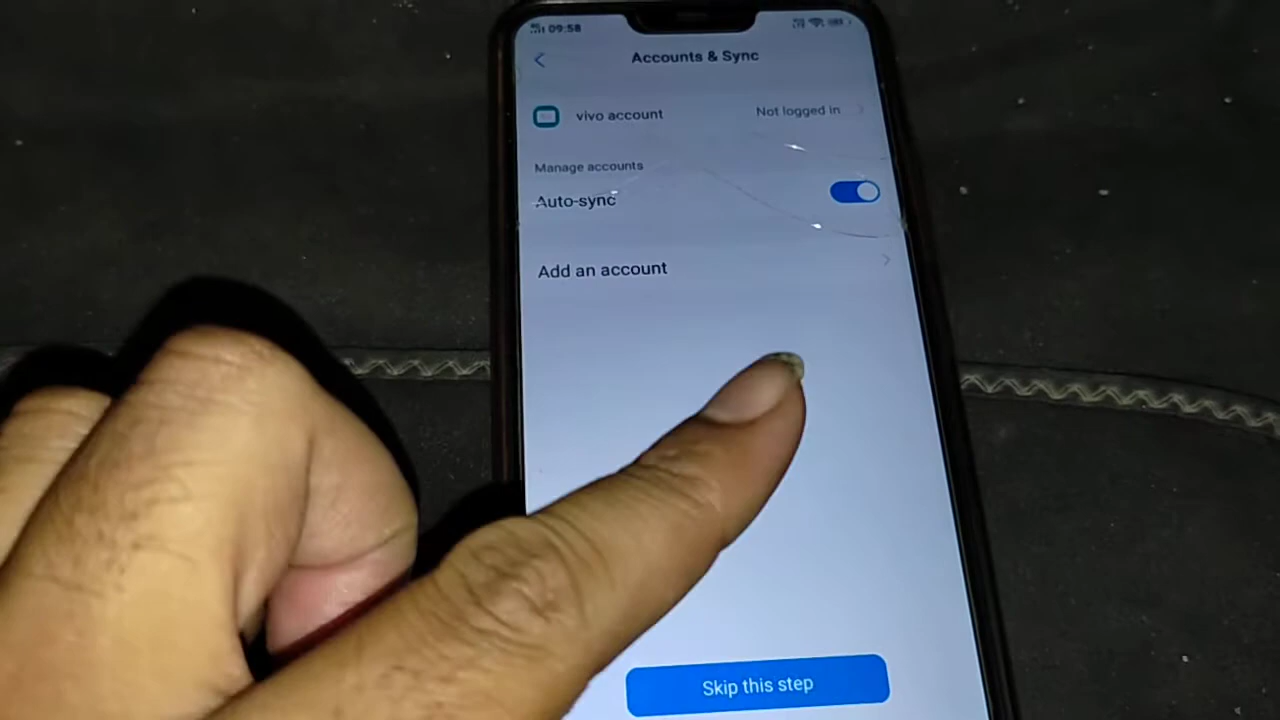 09:58
Accounts & Sync
vivo account Not logged in
Manage accounts
Auto-sync
Add an account
Skip this step